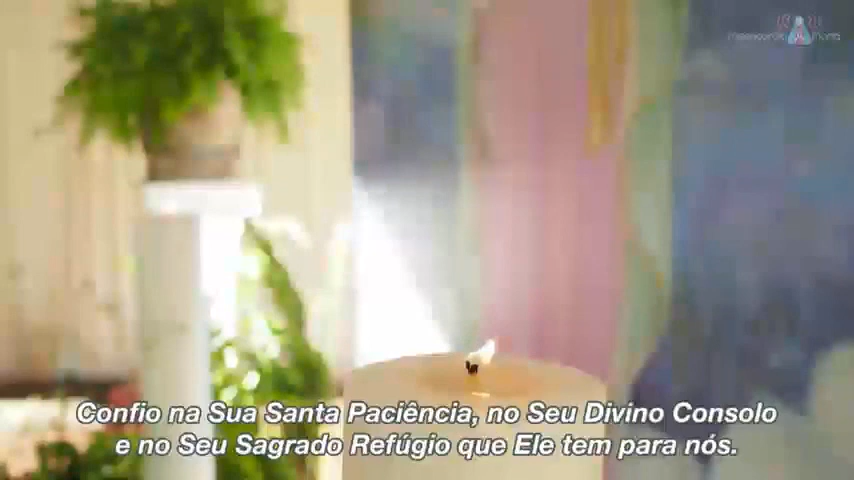 Confio na Sua Santa Paciência, no Seu Divino Consolo
e no Seu Sagrado Refúgio que Ele tem para nós.